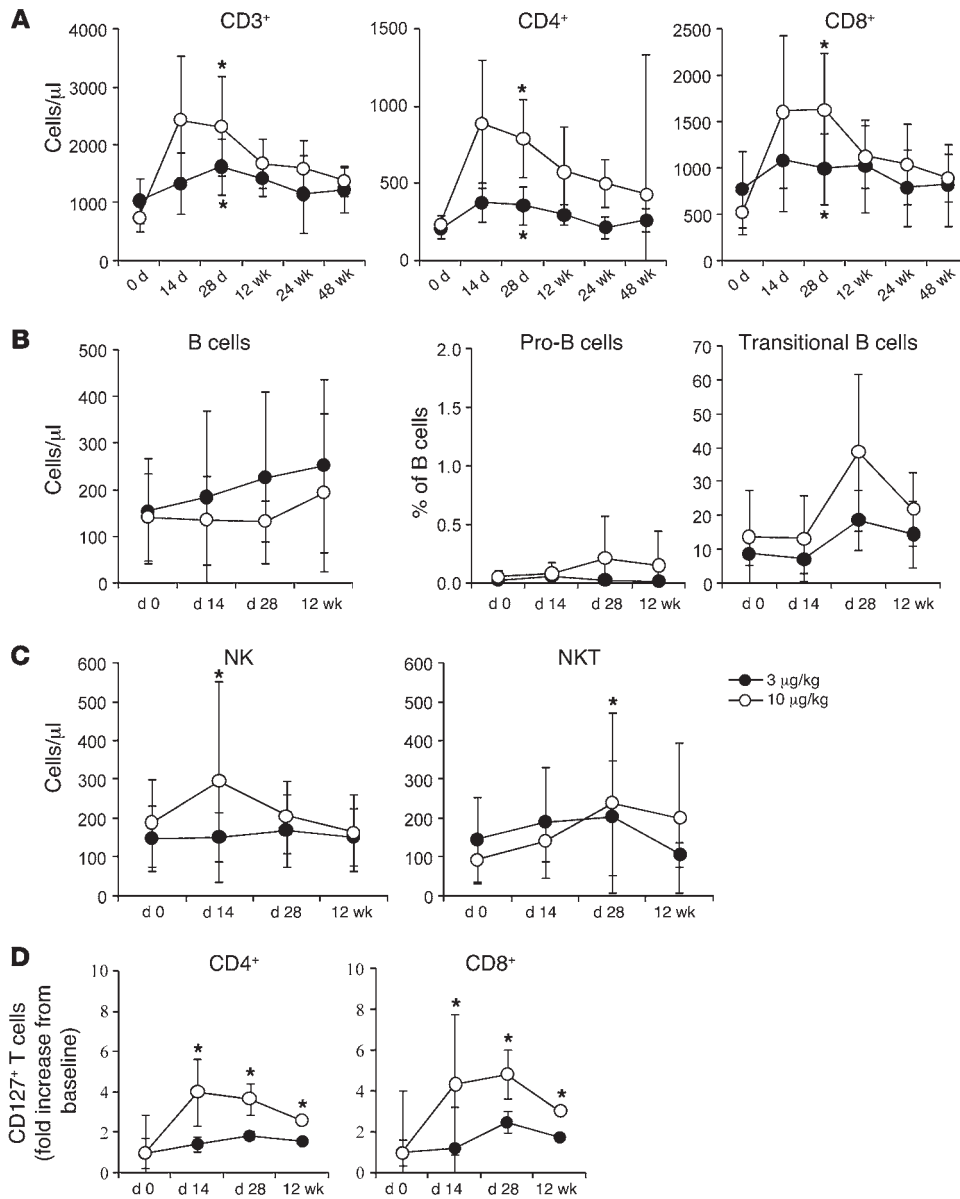 A
CD3⁺
CD4⁺
CD8⁺
Cells/µl
4000
3000
2000
1000
0
1500
1000
500
0
2500
2000
1500
1000
500
0
*
*
*
*
*
*
0 d
14 d
28 d
12 wk
24 wk
48 wk
0 d
14 d
28 d
12 wk
24 wk
48 wk
0 d
14 d
28 d
12 wk
24 wk
48 wk
B
B cells
Pro-B cells
Transitional B cells
Cells/µl
500
400
300
200
100
0
% of B cells
2.0
1.5
1.0
0.5
0.0
70
60
50
40
30
20
10
0
d 0
d 14
d 28
12 wk
d 0
d 14
d 28
12 wk
d 0
d 14
d 28
12 wk
C
NK
NKT
Cells/µl
600
500
400
300
200
100
0
600
500
400
300
200
100
0
*
*
3 µg/kg
10 µg/kg
d 0
d 14
d 28
12 wk
d 0
d 14
d 28
12 wk
D
CD4⁺
CD8⁺
CD127⁺ T cells
(fold increase from
baseline)
10
8
6
4
2
0
10
8
6
4
2
0
*
*
*
*
*
*
d 0
d 14
d 28
12 wk
d 0
d 14
d 28
12 wk